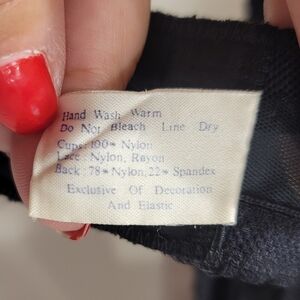 Hand Wash Warm
Do Not Bleach Line Dry
Cups: 100% Nylon
Lace: Nylon, Rayon
Back: 78% Nylon, 22% Spandex
Exclusive Of Decoration
And Elastic